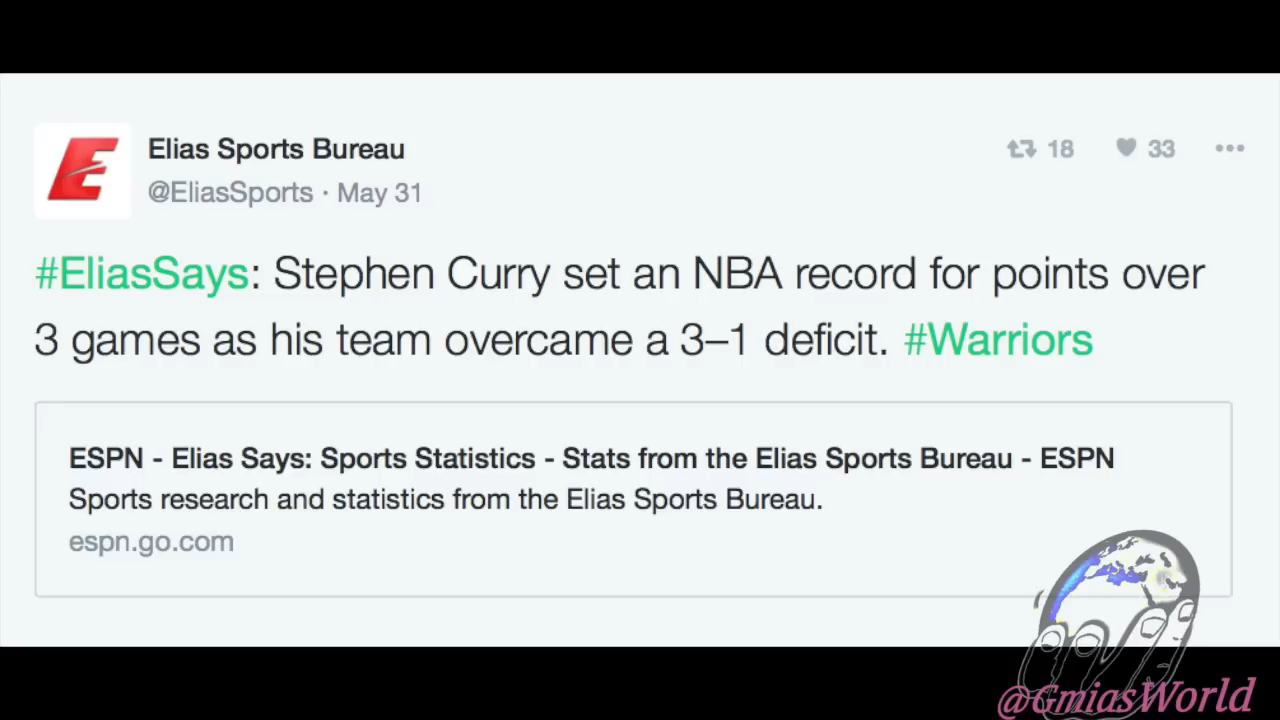 Elias Sports Bureau
18 33
@EliasSports · May 31
#EliasSays: Stephen Curry set an NBA record for points over
3 games as his team overcame a 3–1 deficit. #Warriors
ESPN - Elias Says: Sports Statistics - Stats from the Elias Sports Bureau - ESPN
Sports research and statistics from the Elias Sports Bureau.
espn.go.com
@GmiasWorld